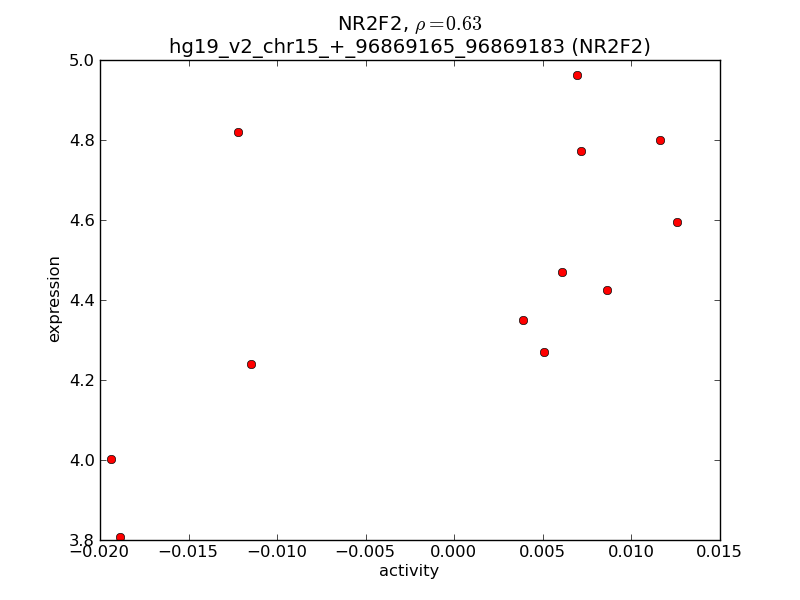 NR2F2, ρ = 0.63
hg19_v2_chr15_+_96869165_96869183 (NR2F2)
5.0
4.8
4.6
4.4
4.2
4.0
3.8
expression
−0.020 −0.015 −0.010 −0.005 0.000 0.005 0.010 0.015
activity